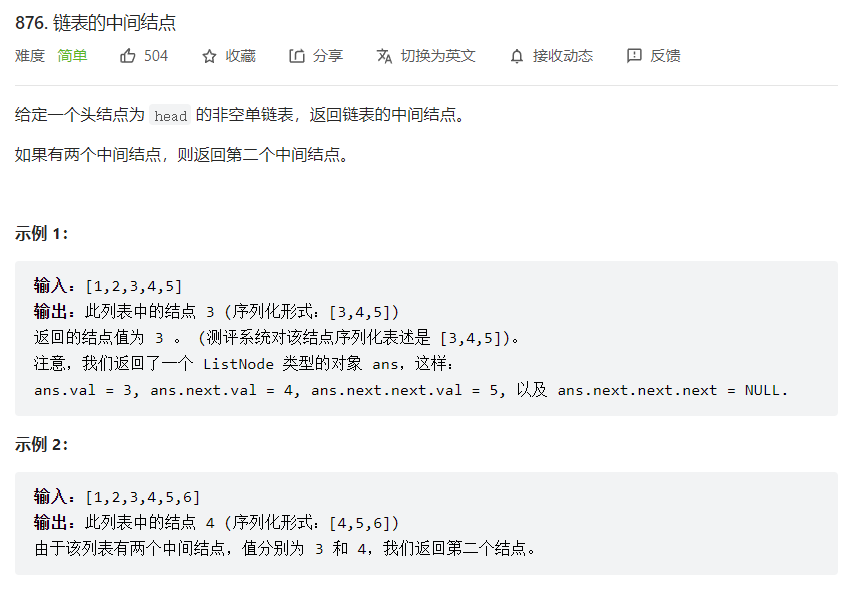 876. 链表的中间结点
难度 简单 504 收藏 分享 切换为英文 接收动态 反馈
给定一个头结点为 head 的非空单链表，返回链表的中间结点。
如果有两个中间结点，则返回第二个中间结点。
示例 1：
输入：[1,2,3,4,5]
输出：此列表中的结点 3 (序列化形式：[3,4,5])
返回的结点值为 3 。 (测评系统对该结点序列化表述是 [3,4,5])。
注意，我们返回了一个 ListNode 类型的对象 ans，这样：
ans.val = 3, ans.next.val = 4, ans.next.next.val = 5, 以及 ans.next.next.next = NULL.
示例 2：
输入：[1,2,3,4,5,6]
输出：此列表中的结点 4 (序列化形式：[4,5,6])
由于该列表有两个中间结点，值分别为 3 和 4，我们返回第二个结点。